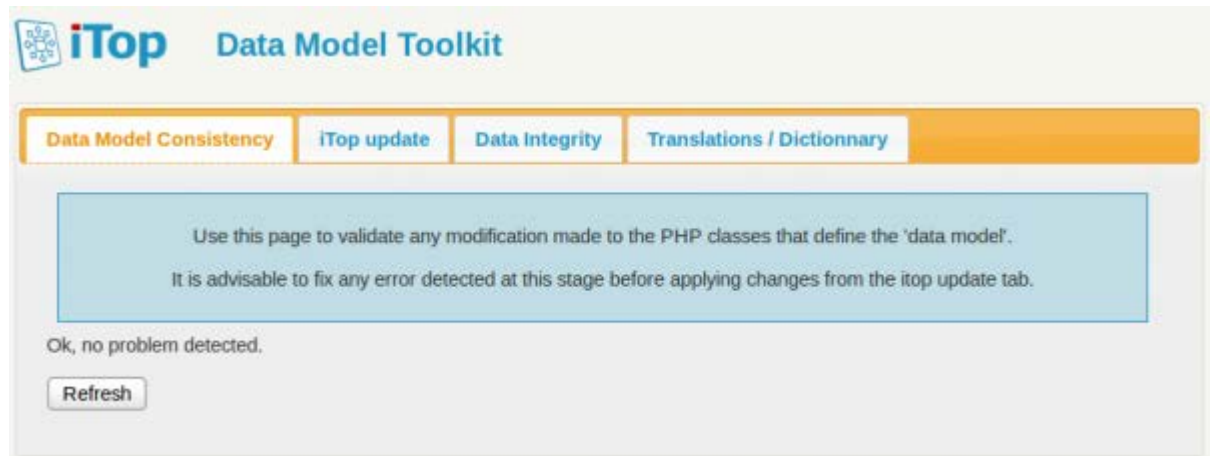 iTop Data Model Toolkit
Data Model Consistency iTop update Data Integrity Translations / Dictionnary
Use this page to validate any modification made to the PHP classes that define the 'data model'.
It is advisable to fix any error detected at this stage before applying changes from the itop update tab.
Ok, no problem detected.
Refresh